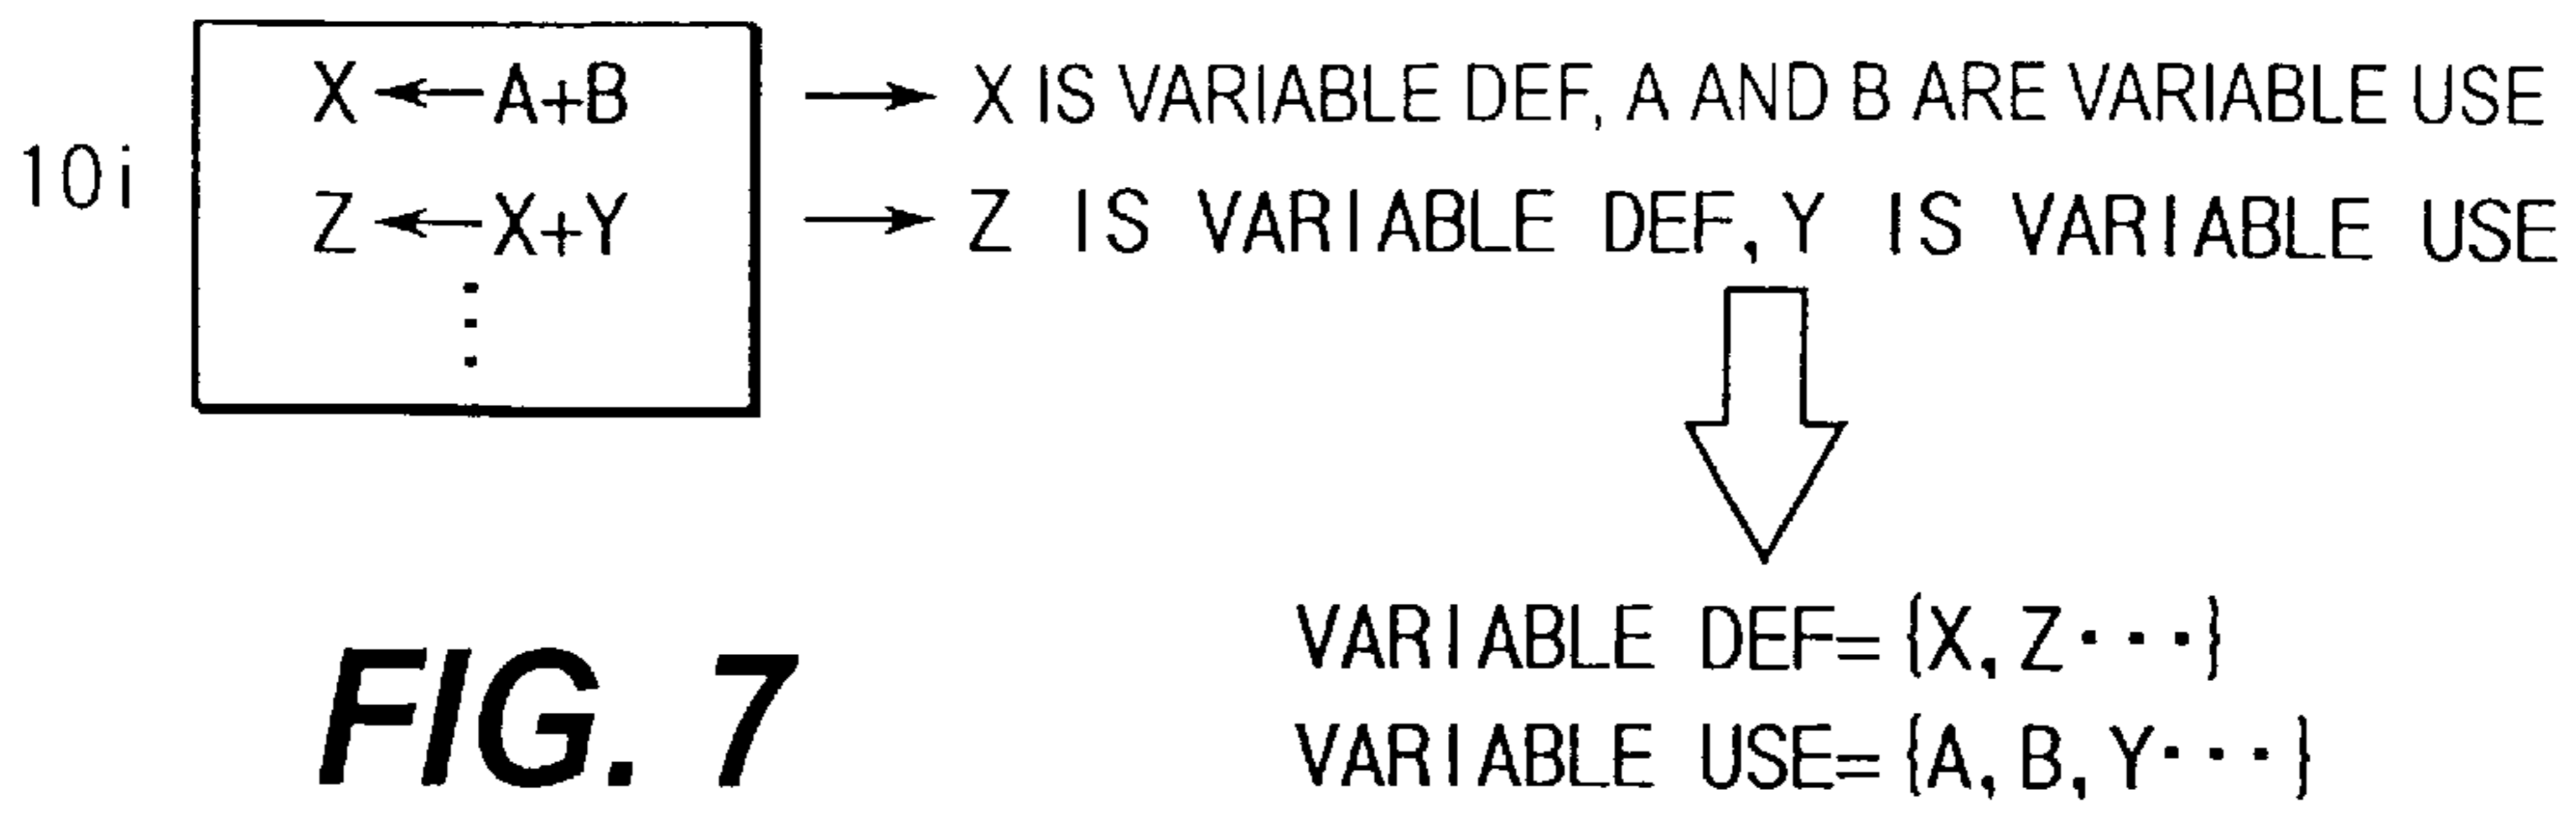 X ← A+B → X IS VARIABLE DEF, A AND B ARE VARIABLE USE
10i
Z ← X+Y → Z IS VARIABLE DEF, Y IS VARIABLE USE
⋮
VARIABLE DEF= {X, Z···}
VARIABLE USE= {A, B, Y···}
FIG. 7